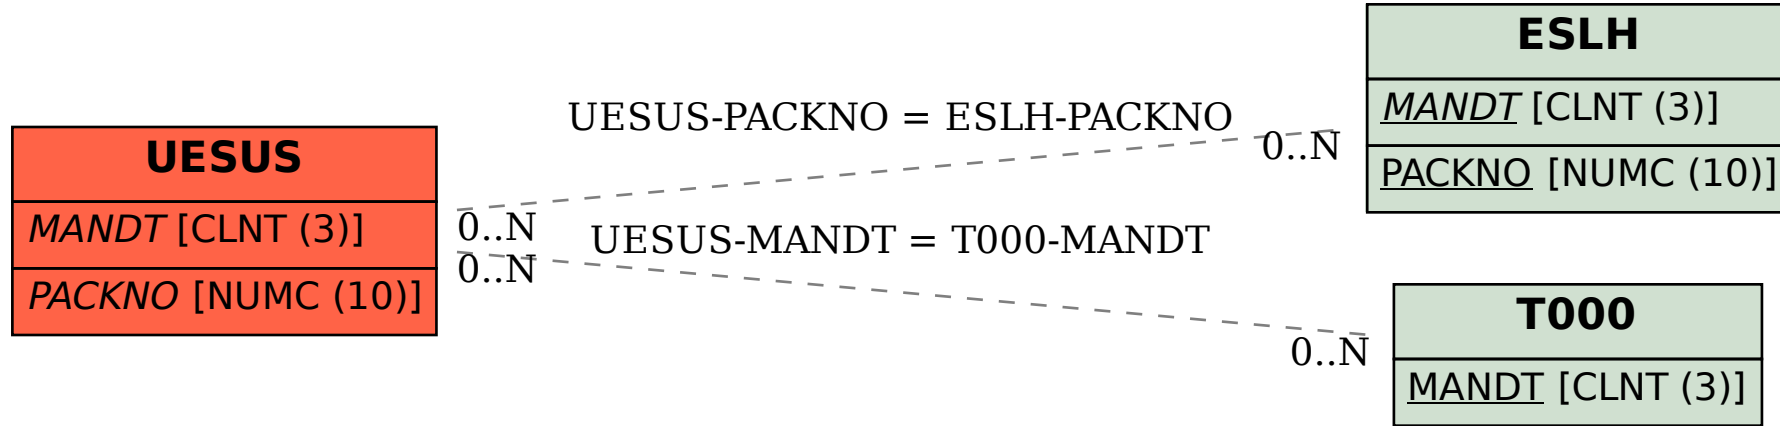 UESUS
MANDT [CLNT (3)]
PACKNO [NUMC (10)]
UESUS-PACKNO = ESLH-PACKNO
0..N
0..N
UESUS-MANDT = T000-MANDT
0..N
0..N
ESLH
MANDT [CLNT (3)]
PACKNO [NUMC (10)]
T000
MANDT [CLNT (3)]